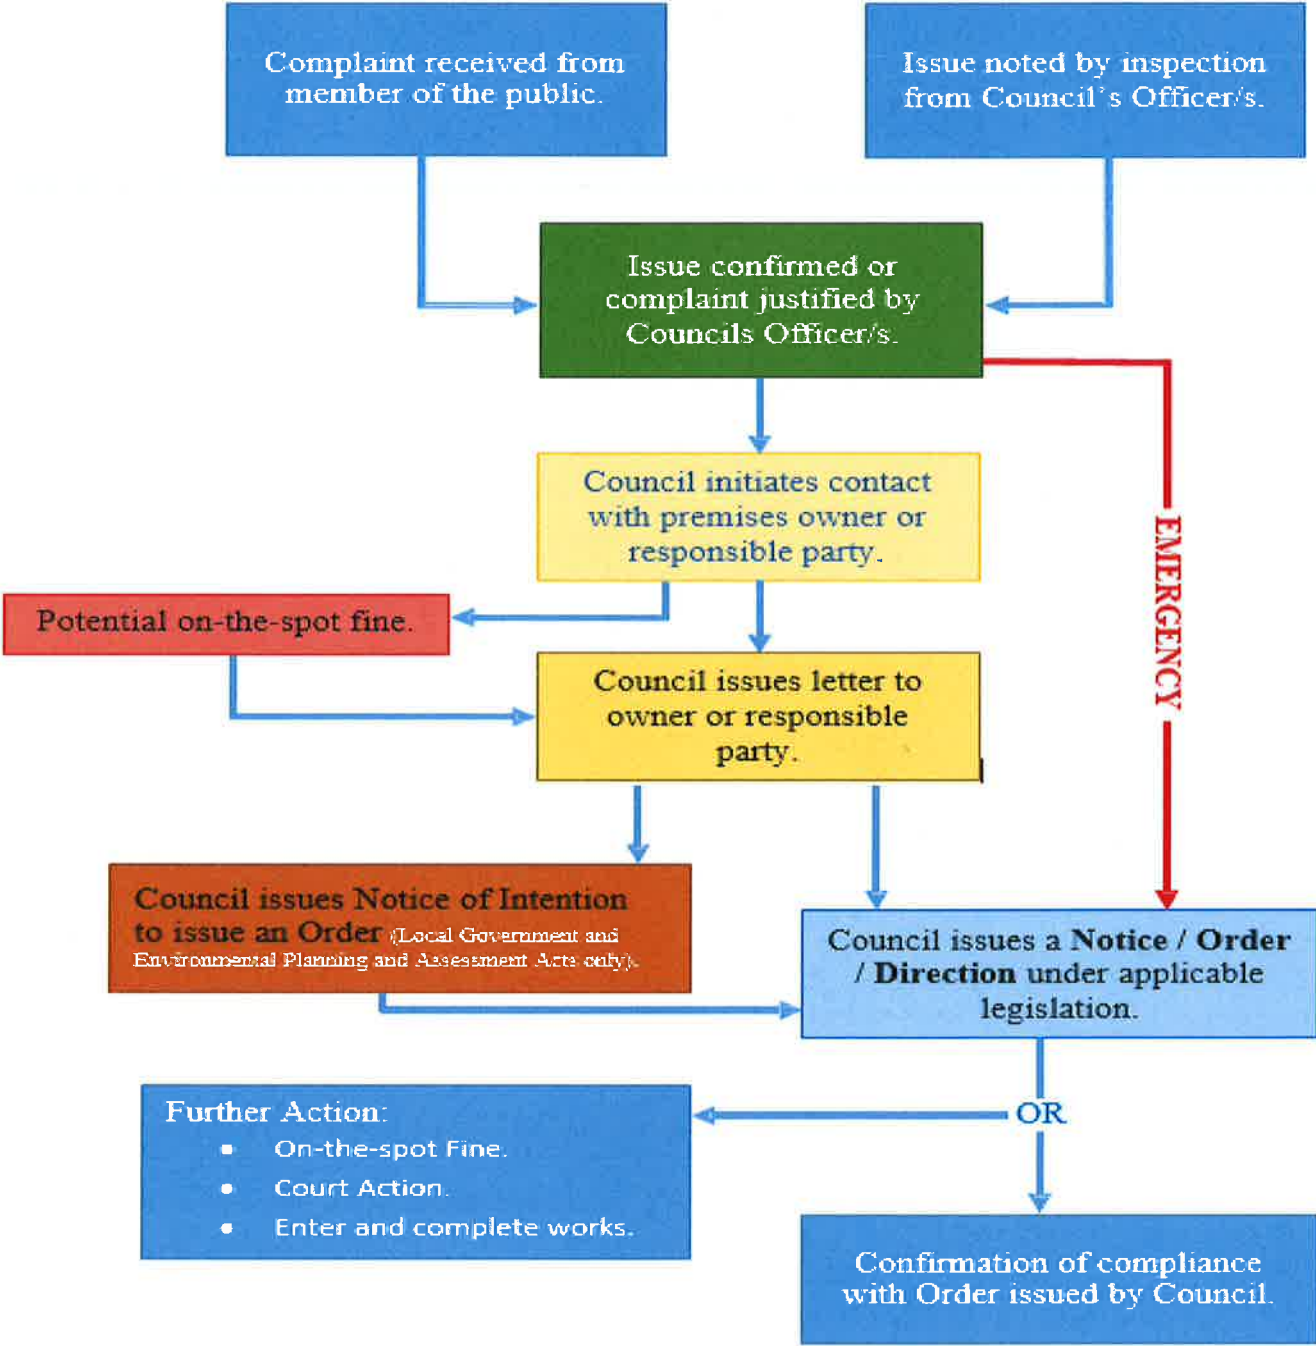 Complaint received from
member of the public.
Issue noted by inspection
from Council's Officer/s.
Issue confirmed or
complaint justified by
Councils Officer/s.
Council initiates contact
with premises owner or
responsible party.
EMERGENCY
Potential on-the-spot fine.
Council issues letter to
owner or responsible
party.
Council issues Notice of Intention
to issue an Order (Local Government and
Environmental Planning and Assessment Acts only).
Council issues a Notice / Order
/ Direction under applicable
legislation.
OR
Further Action:
• On-the-spot Fine.
• Court Action.
• Enter and complete works.
Confirmation of compliance
with Order issued by Council.